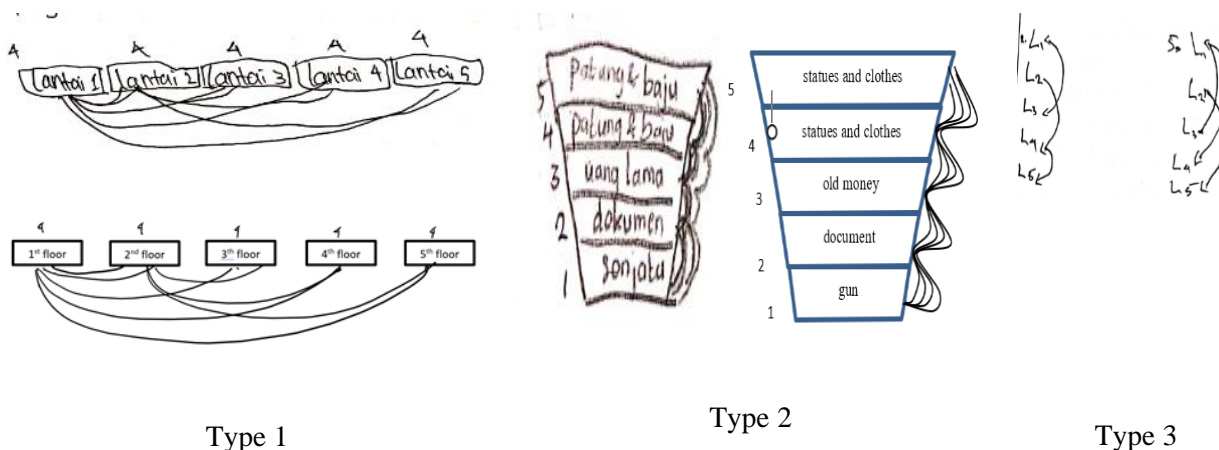 4 4 4 4 4
Lantai 1 Lantai 2 Lantai 3 Lantai 4 Lantai 5
4 4 4 4 4
1st floor 2nd floor 3th floor 4th floor 5th floor
Type 1
5 patung & baju
4 patung & baju
3 uang lama
2 dokumen
1 senjata
5 statues and clothes
4 statues and clothes
3 old money
2 document
1 gun
Type 2
L1
L2
L3
L4
L5
5. L1
L2
L3
L4
L5
Type 3